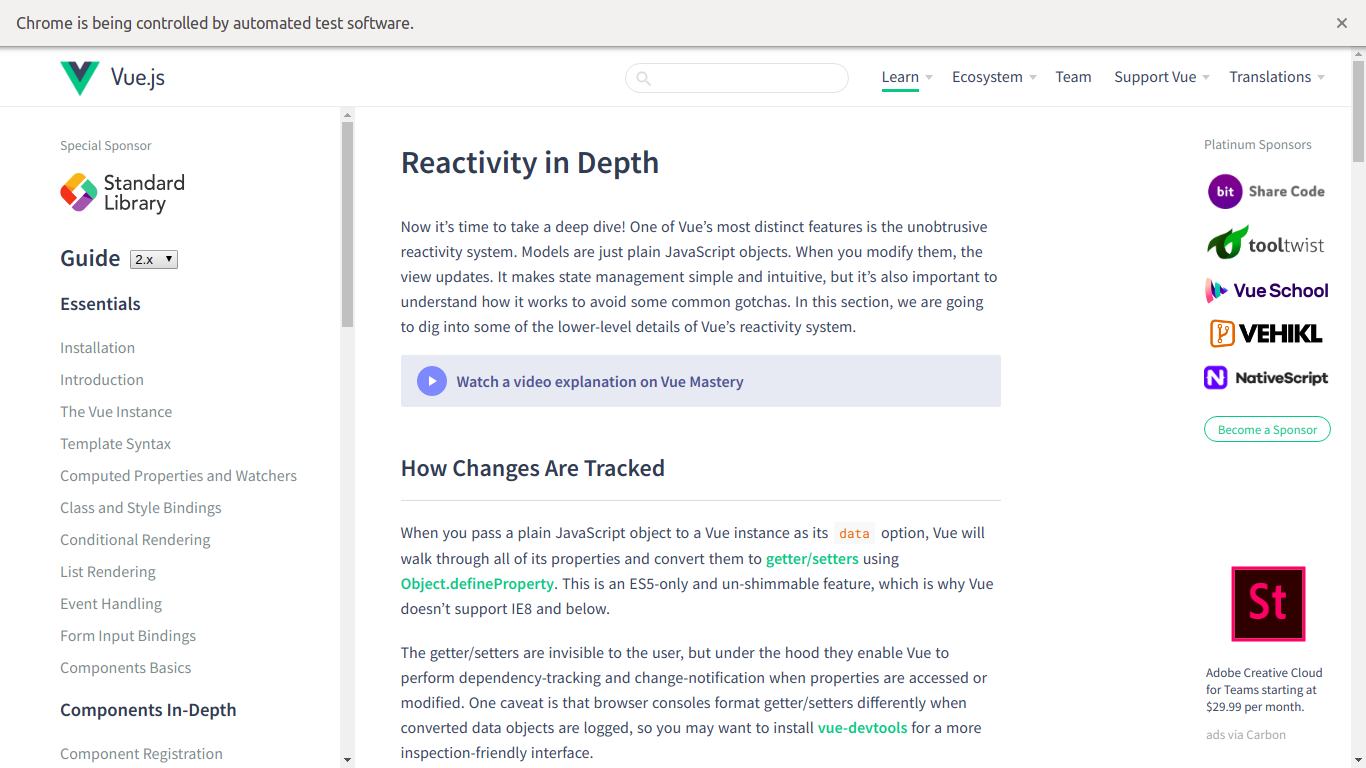 Chrome is being controlled by automated test software.
Vue.js
Learn
Ecosystem
Team
Support Vue
Translations
Special Sponsor
Standard
Library
Guide 2.x
Essentials
Installation
Introduction
The Vue Instance
Template Syntax
Computed Properties and Watchers
Class and Style Bindings
Conditional Rendering
List Rendering
Event Handling
Form Input Bindings
Components Basics
Components In-Depth
Component Registration
Reactivity in Depth
Now it’s time to take a deep dive! One of Vue’s most distinct features is the unobtrusive
reactivity system. Models are just plain JavaScript objects. When you modify them, the
view updates. It makes state management simple and intuitive, but it’s also important to
understand how it works to avoid some common gotchas. In this section, we are going
to dig into some of the lower-level details of Vue’s reactivity system.
Watch a video explanation on Vue Mastery
How Changes Are Tracked
When you pass a plain JavaScript object to a Vue instance as its data option, Vue will
walk through all of its properties and convert them to getter/setters using
Object.defineProperty. This is an ES5-only and un-shimmable feature, which is why Vue
doesn’t support IE8 and below.
The getter/setters are invisible to the user, but under the hood they enable Vue to
perform dependency-tracking and change-notification when properties are accessed or
modified. One caveat is that browser consoles format getter/setters differently when
converted data objects are logged, so you may want to install vue-devtools for a more
inspection-friendly interface.
Platinum Sponsors
bit Share Code
tooltwist
Vue School
VEHIKL
NativeScript
Become a Sponsor
St
Adobe Creative Cloud
for Teams starting at
$29.99 per month.
ads via Carbon